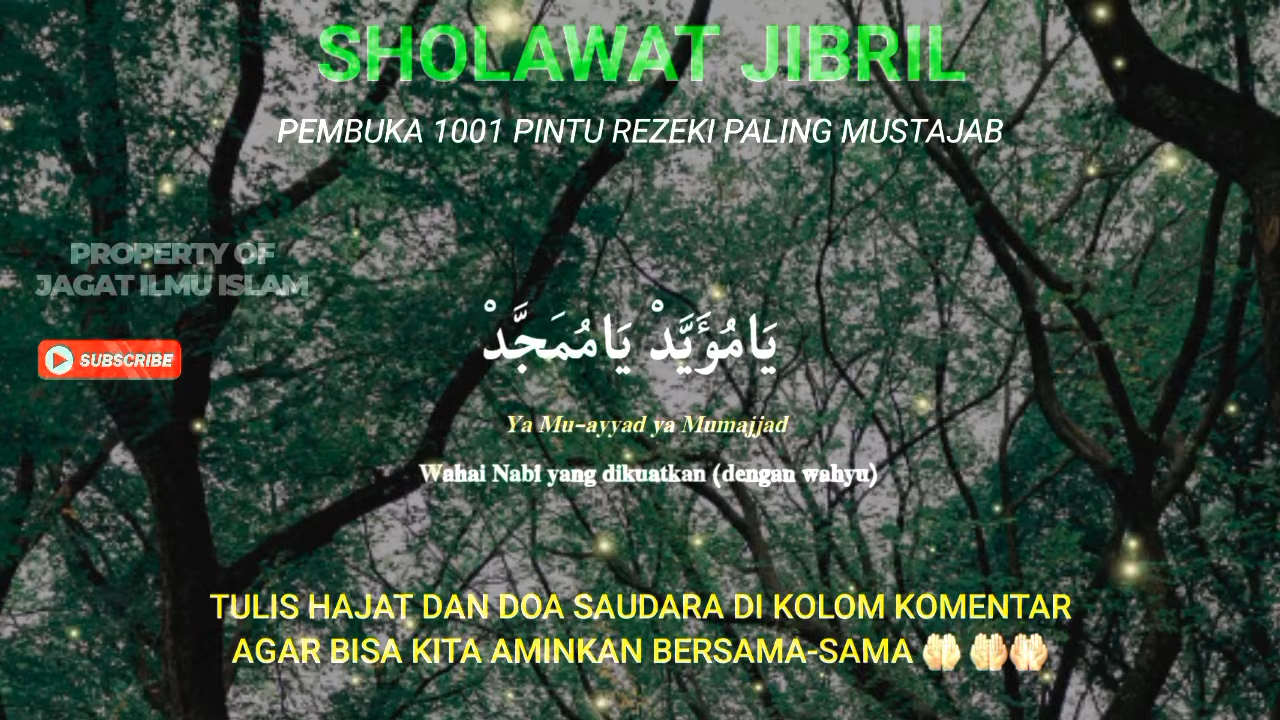 SHOLAWAT JIBRIL
PEMBUKA 1001 PINTU REZEKI PALING MUSTAJAB
PROPERTY OF
JAGAT ILMU ISLAM
SUBSCRIBE
يَامُؤَيَّدْ يَامُمَجَّدْ
Ya Mu-ayyad ya Mumajjad
Wahai Nabi yang dikuatkan (dengan wahyu)
TULIS HAJAT DAN DOA SAUDARA DI KOLOM KOMENTAR
AGAR BISA KITA AMINKAN BERSAMA-SAMA 🤲🏻 🤲🏻🤲🏻